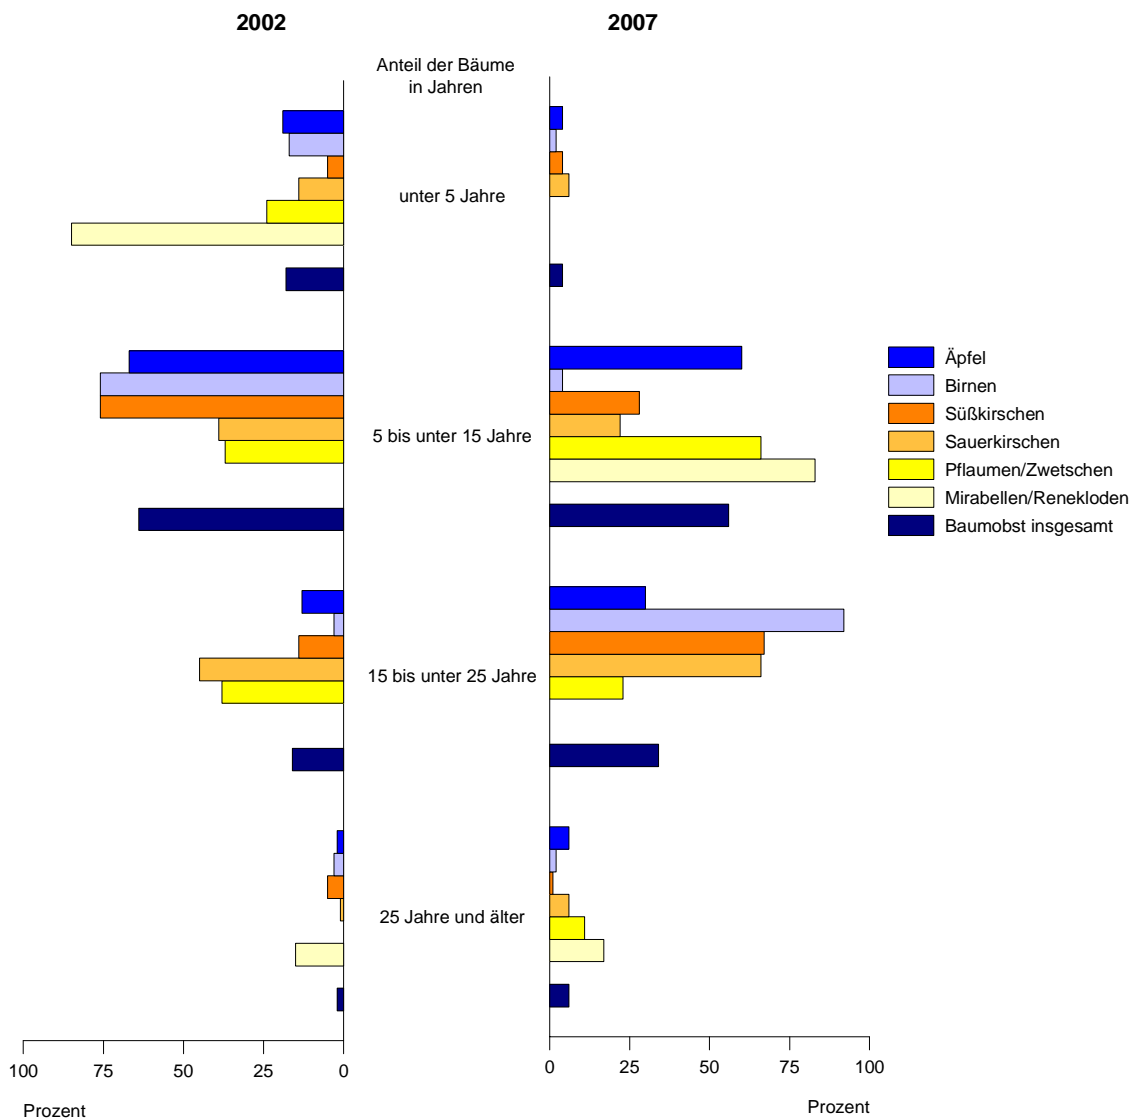 2002
2007
Anteil der Bäume
in Jahren
unter 5 Jahre
5 bis unter 15 Jahre
15 bis unter 25 Jahre
25 Jahre und älter
Äpfel
Birnen
Süßkirschen
Sauerkirschen
Pflaumen/Zwetschen
Mirabellen/Renekloden
Baumobst insgesamt
100 75 50 25 0
0 25 50 75 100
Prozent
Prozent